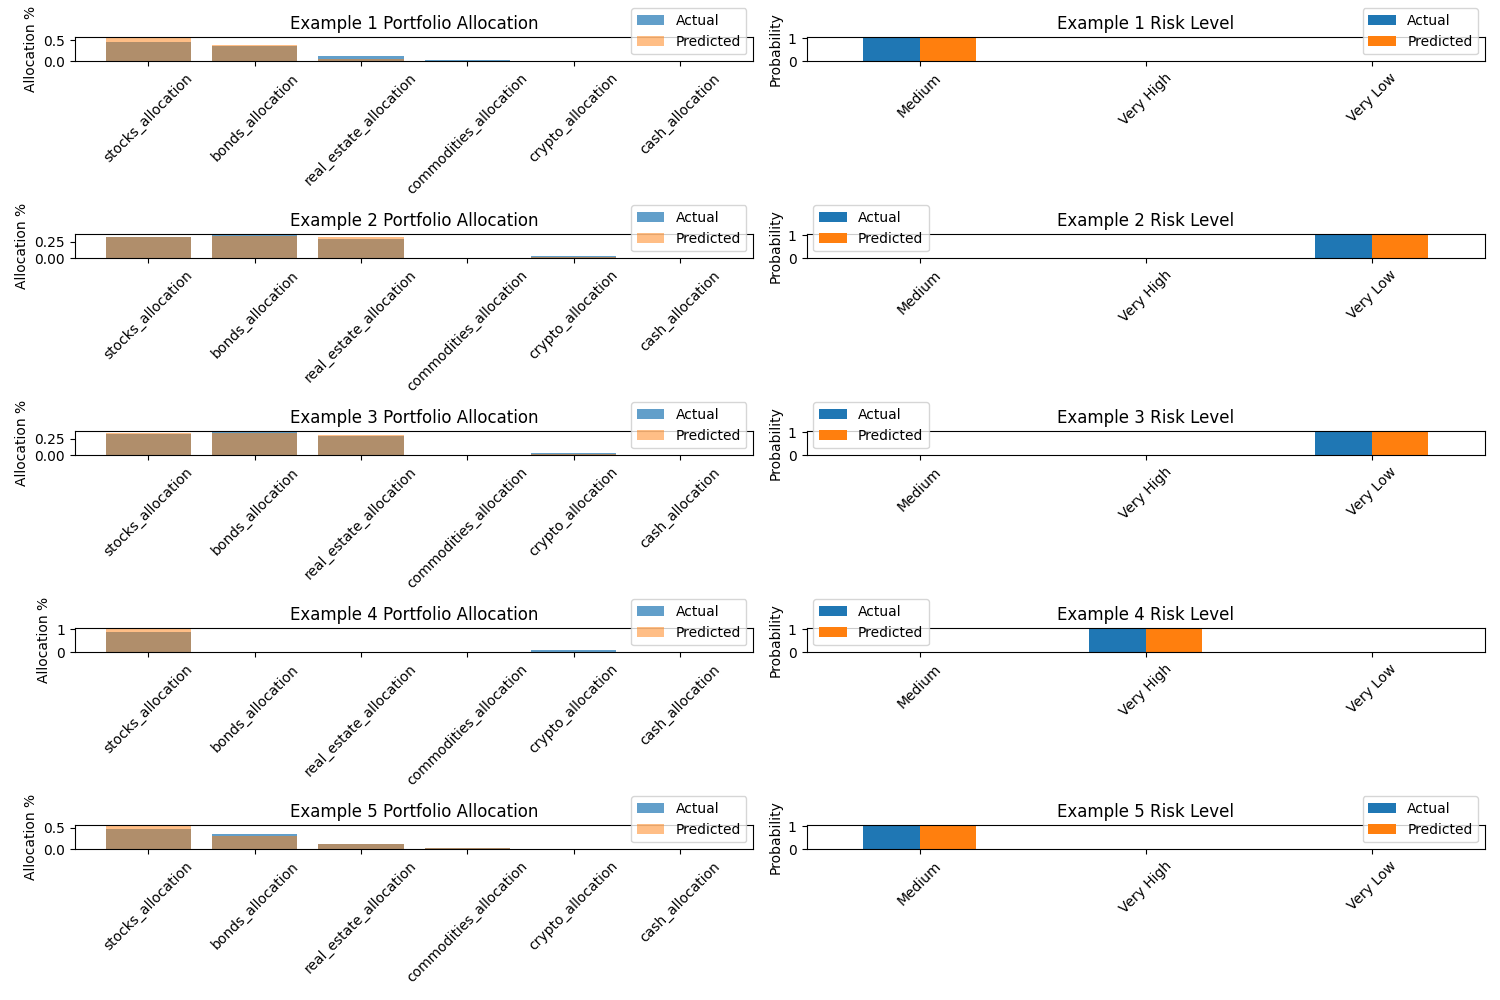 Example 1 Portfolio Allocation
Allocation %
0.5
0.0
Actual
Predicted
stocks_allocation
bonds_allocation
real_estate_allocation
commodities_allocation
crypto_allocation
cash_allocation
Example 1 Risk Level
Probability
1
0
Actual
Predicted
Medium
Very High
Very Low
Example 2 Portfolio Allocation
Allocation %
0.25
0.00
Actual
Predicted
stocks_allocation
bonds_allocation
real_estate_allocation
commodities_allocation
crypto_allocation
cash_allocation
Example 2 Risk Level
Probability
1
0
Actual
Predicted
Medium
Very High
Very Low
Example 3 Portfolio Allocation
Allocation %
0.25
0.00
Actual
Predicted
stocks_allocation
bonds_allocation
real_estate_allocation
commodities_allocation
crypto_allocation
cash_allocation
Example 3 Risk Level
Probability
1
0
Actual
Predicted
Medium
Very High
Very Low
Example 4 Portfolio Allocation
Allocation %
1
0
Actual
Predicted
stocks_allocation
bonds_allocation
real_estate_allocation
commodities_allocation
crypto_allocation
cash_allocation
Example 4 Risk Level
Probability
1
0
Actual
Predicted
Medium
Very High
Very Low
Example 5 Portfolio Allocation
Allocation %
0.5
0.0
Actual
Predicted
stocks_allocation
bonds_allocation
real_estate_allocation
commodities_allocation
crypto_allocation
cash_allocation
Example 5 Risk Level
Probability
1
0
Actual
Predicted
Medium
Very High
Very Low